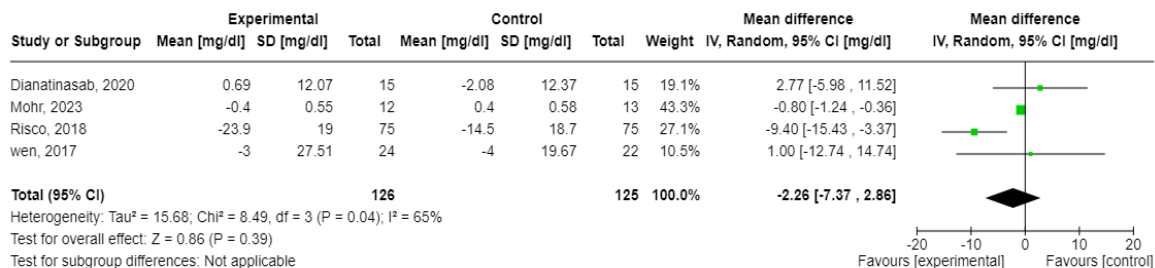 Experimental Control Mean difference Mean difference
Study or Subgroup Mean [mg/dl] SD [mg/dl] Total Mean [mg/dl] SD [mg/dl] Total Weight IV, Random, 95% CI [mg/dl] IV, Random, 95% CI [mg/dl]
Dianatinasab, 2020 0.69 12.07 15 -2.08 12.37 15 19.1% 2.77 [-5.98 , 11.52]
Mohr, 2023 -0.4 0.55 12 0.4 0.58 13 43.3% -0.80 [-1.24 , -0.36]
Risco, 2018 -23.9 19 75 -14.5 18.7 75 27.1% -9.40 [-15.43 , -3.37]
wen, 2017 -3 27.51 24 -4 19.67 22 10.5% 1.00 [-12.74 , 14.74]
Total (95% CI) 126 125 100.0% -2.26 [-7.37 , 2.86]
Heterogeneity: Tau² = 15.68; Chi² = 8.49, df = 3 (P = 0.04); I² = 65%
Test for overall effect: Z = 0.86 (P = 0.39)
Test for subgroup differences: Not applicable
-20 -10 0 10 20
Favours [experimental] Favours [control]